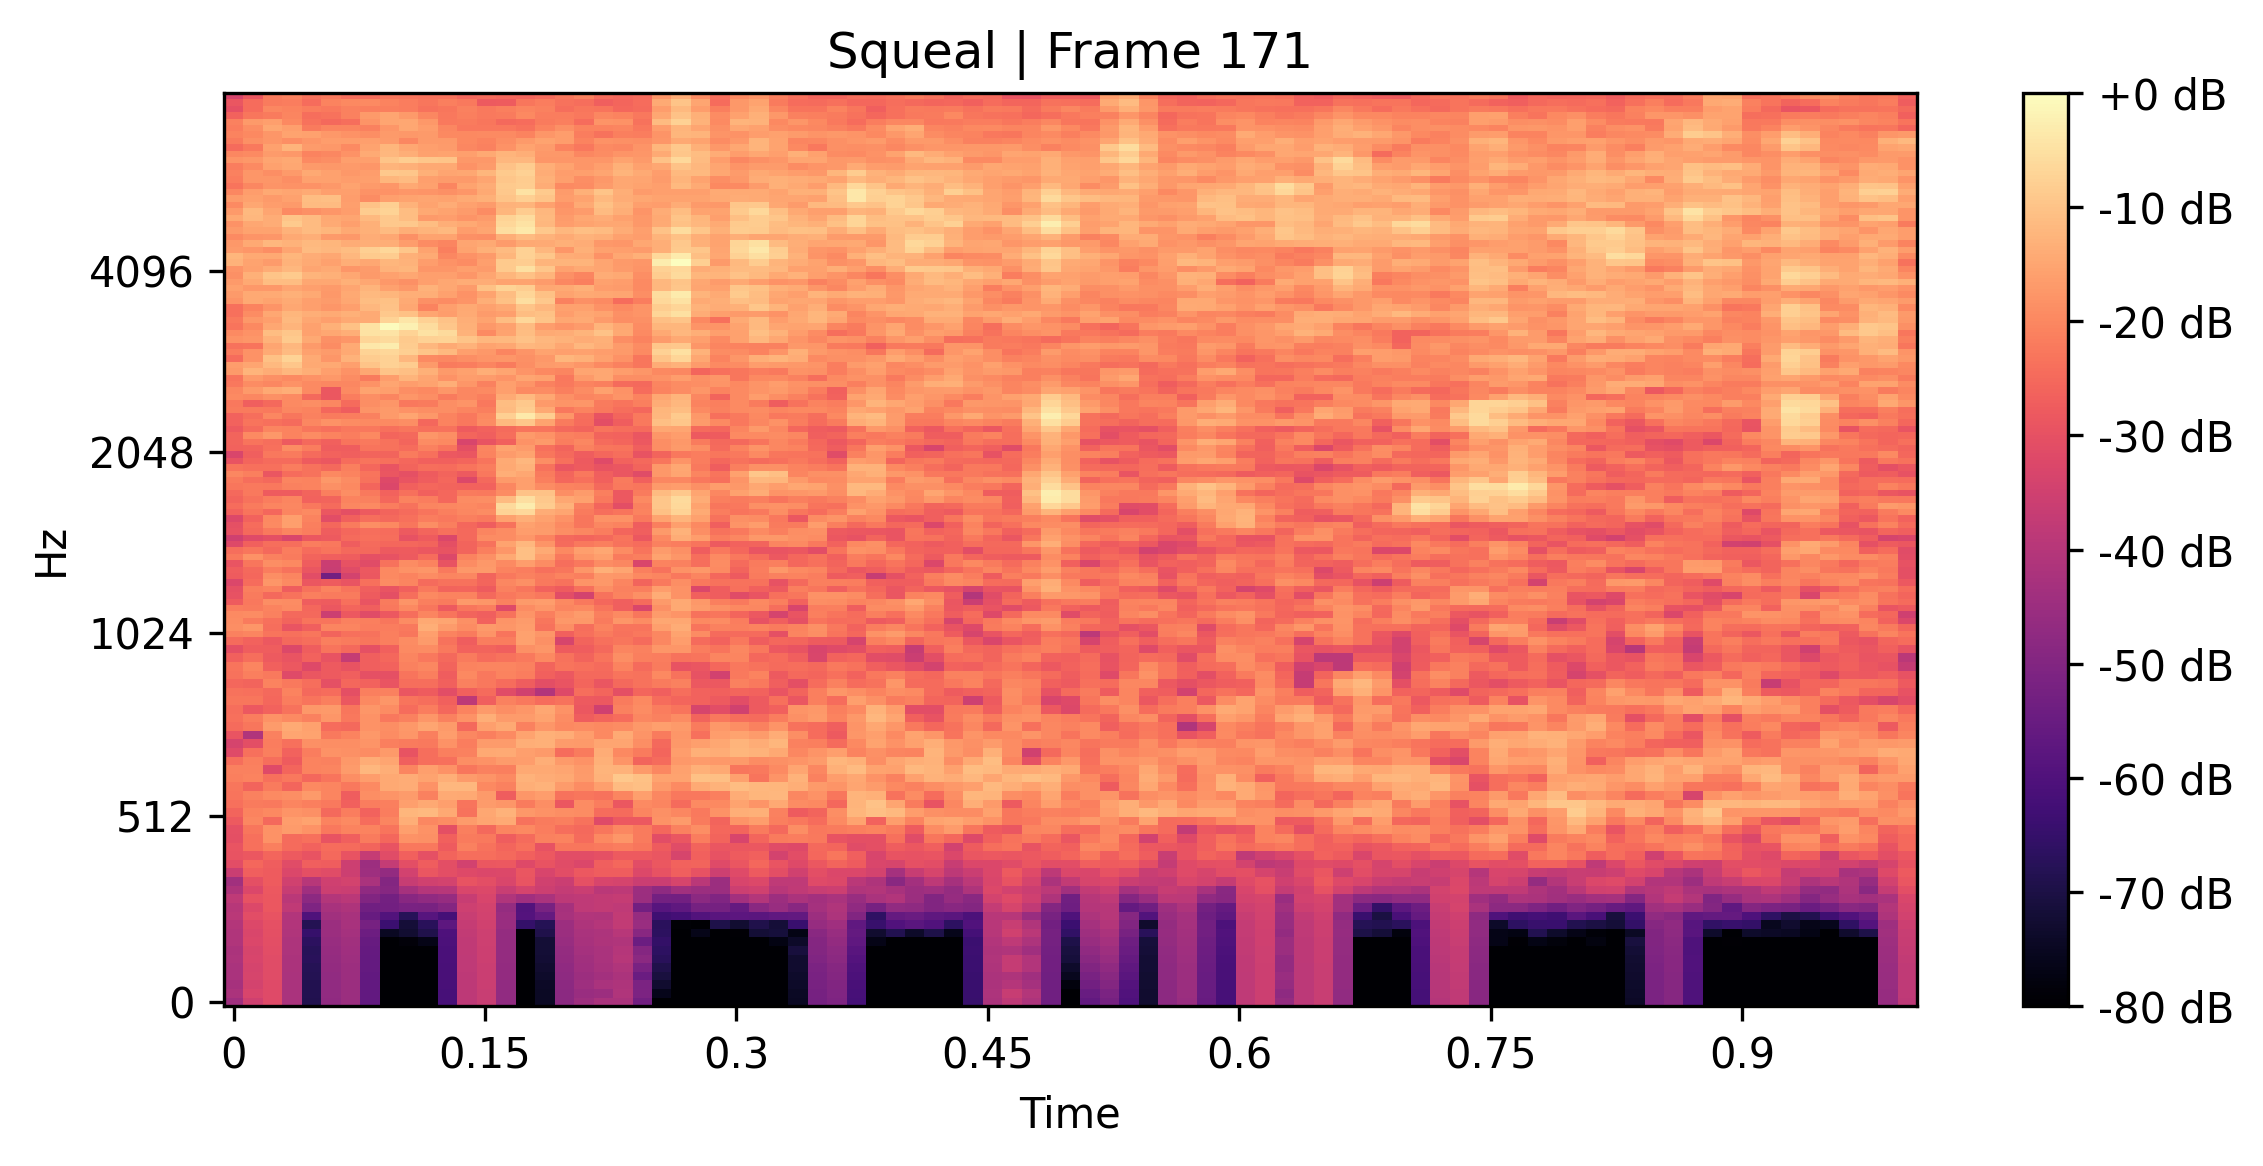 Squeal | Frame 171
+0 dB
-10 dB
-20 dB
-30 dB
-40 dB
-50 dB
-60 dB
-70 dB
-80 dB
Hz
4096
2048
1024
512
0
0 0.15 0.3 0.45 0.6 0.75 0.9
Time